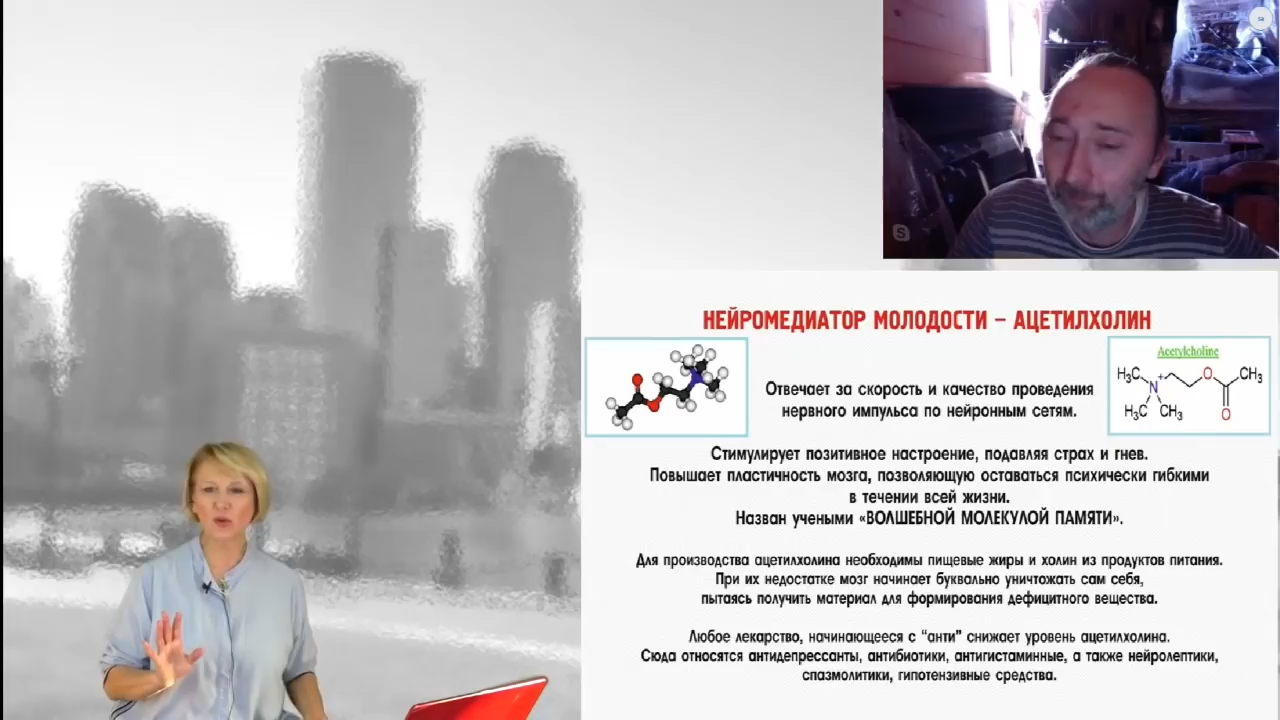 НЕЙРОМЕДИАТОР МОЛОДОСТИ – АЦЕТИЛХОЛИН
Acetylcholine
H₃C
N⁺
H₃C CH₃
O
O
CH₃
Отвечает за скорость и качество проведения
нервного импульса по нейронным сетям.
Стимулирует позитивное настроение, подавляя страх и гнев.
Повышает пластичность мозга, позволяющую оставаться психически гибкими
в течении всей жизни.
Назван учеными «ВОЛШЕБНОЙ МОЛЕКУЛОЙ ПАМЯТИ».
Для производства ацетилхолина необходимы пищевые жиры и холин из продуктов питания.
При их недостатке мозг начинает буквально уничтожать сам себя,
пытаясь получить материал для формирования дефицитного вещества.
Любое лекарство, начинающееся с “анти” снижает уровень ацетилхолина.
Сюда относятся антидепрессанты, антибиотики, антигистаминные, а также нейролептики,
спазмолитики, гипотензивные средства.